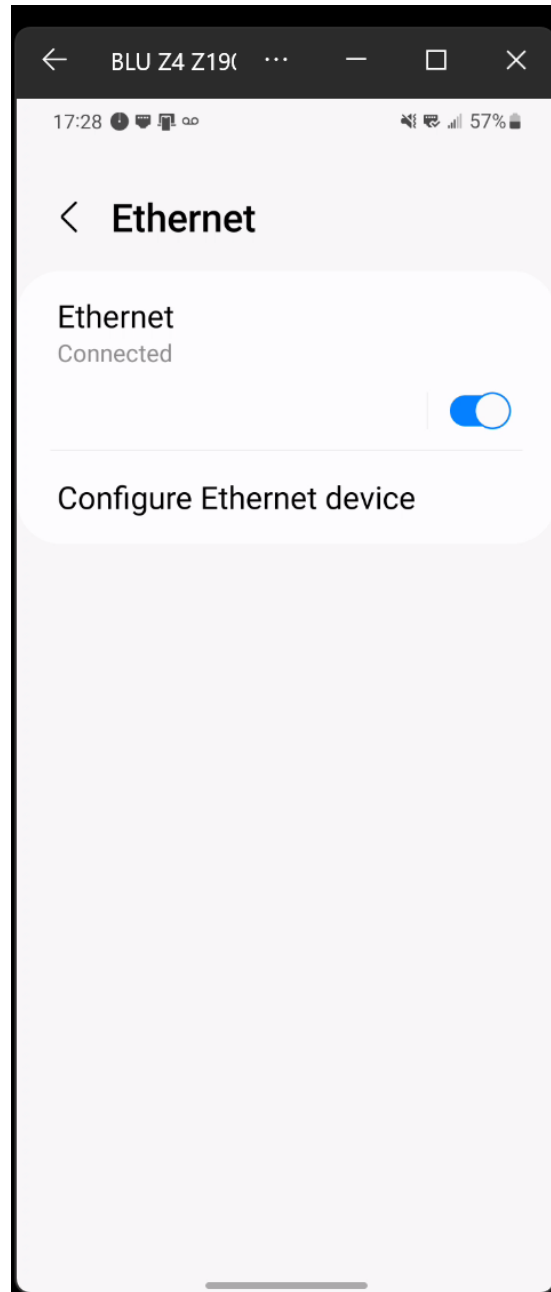 BLU Z4 Z19( ...
17:28 57%
Ethernet
Ethernet
Connected
Configure Ethernet device